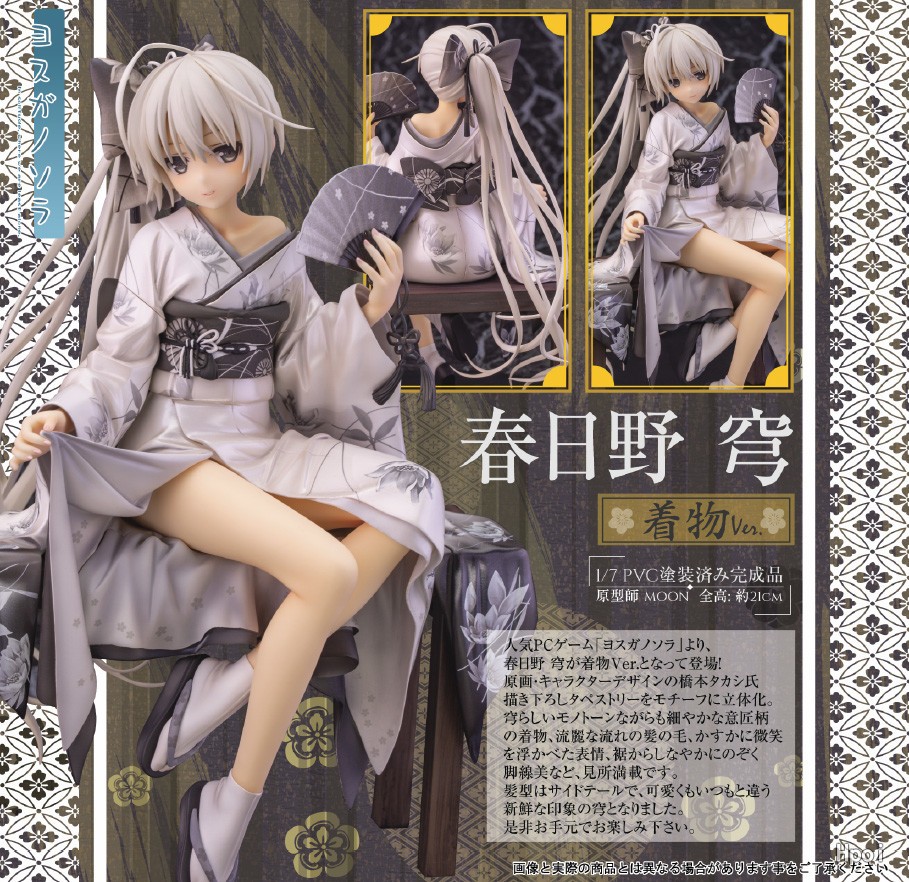 ヨスガノソラ
春日野 穹
着物Ver.
1/7 PVC塗装済み完成品
原型師 MOON 全高: 約21CM
人気PCゲーム「ヨスガノソラ」より、
春日野 穹が着物Ver.となって登場!
原画・キャラクターデザインの橋本タカシ氏
描き下ろしタペストリーをモチーフに立体化。
穹らしいモノトーンながらも細やかな意匠柄
の着物、流麗な流れの髪の毛、かすかに微笑
を浮かべた表情、裾からしなやかにのぞく
脚線美など、見所満載です。
髪型はサイドテールで、可愛くもいつもと違う
新鮮な印象の穹となりました。
是非お手元でお楽しみ下さい。
画像と実際の商品とは異なる場合があります事をご了承ください